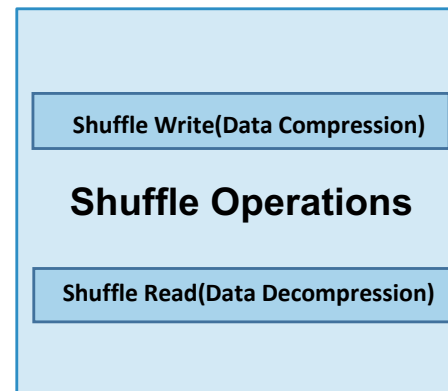 Shuffle Write(Data Compression)
Shuffle Operations
Shuffle Read(Data Decompression)